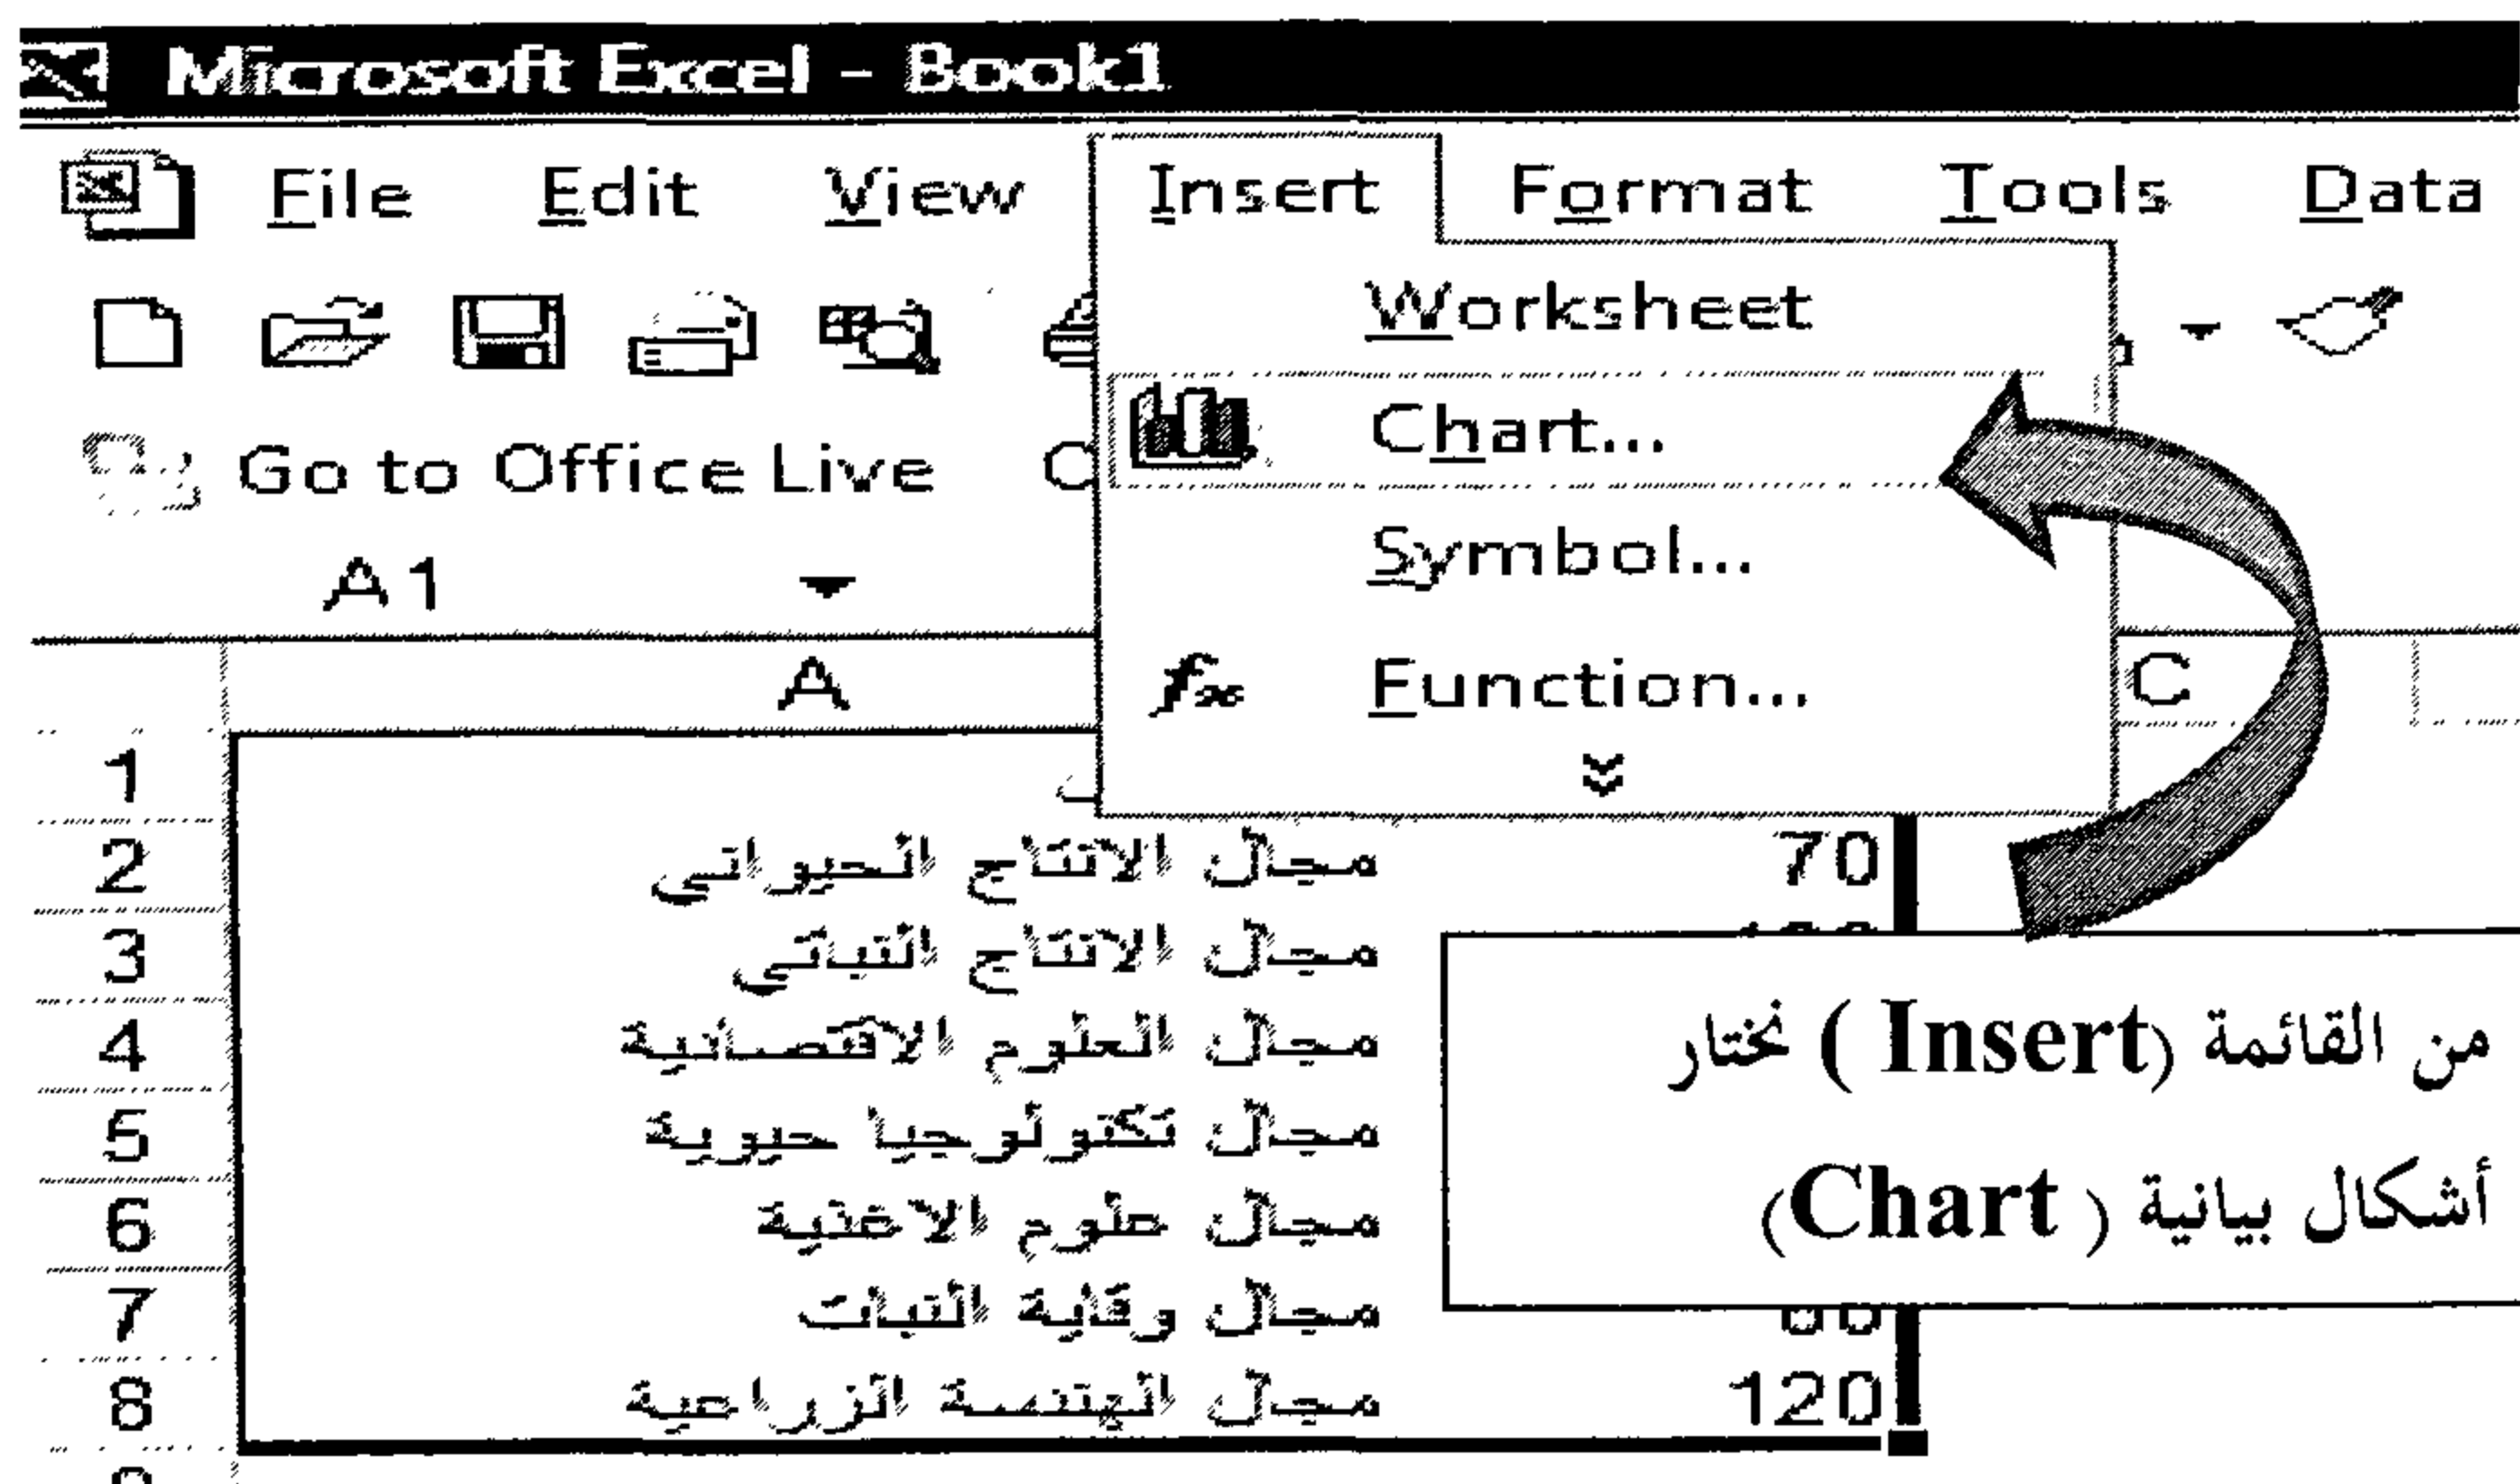 Microsoft Excel - Book1
File Edit View Insert Format Tools Data
Worksheet
Chart...
Go to Office Live
Symbol...
A1
Function...
A C
1
2 مجال الانتاج الحيواني 70
3 مجال الانتاج النباتي
4 مجال العلوم الاقتصادية
5 مجال تكنولوجيا حيوية
6 مجال علوم الاغذية
7 مجال وقاية النبات
8 مجال الهندسة الزراعية 120
من القائمة (Insert ) نختار
أشكال بيانية ( Chart)